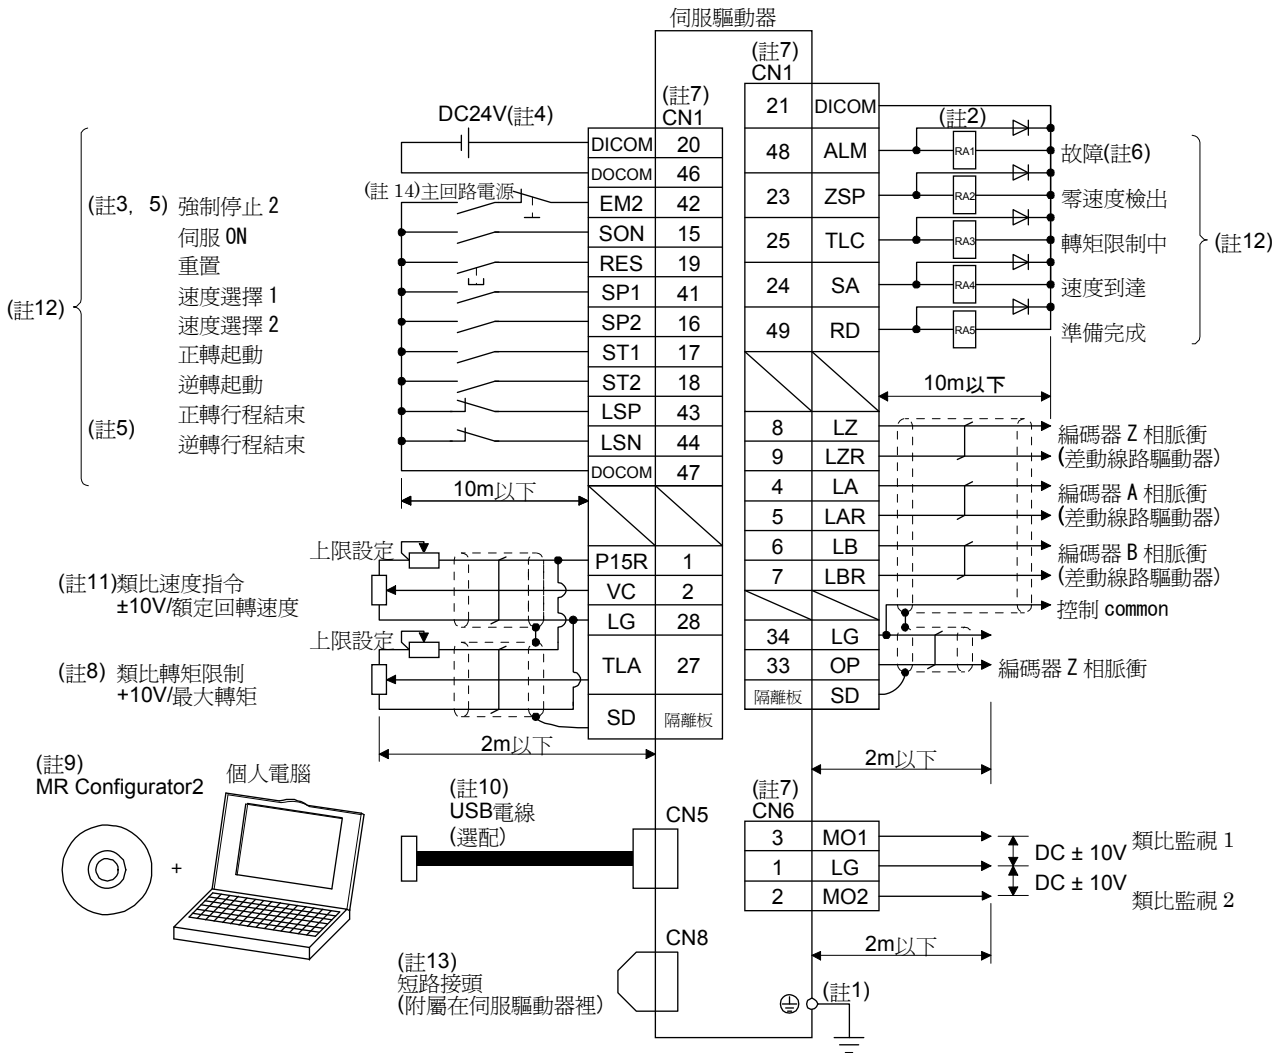 伺服驅動器
(註7)
CN1
21 DICOM
48 ALM
23 ZSP
25 TLC
24 SA
49 RD
(註2)
RA1
RA2
RA3
RA4
RA5
故障(註6)
零速度檢出
轉矩限制中
速度到達
準備完成
(註12)
10m以下
8 LZ
9 LZR
4 LA
5 LAR
6 LB
7 LBR
34 LG
33 OP
隔離板 SD
編碼器 Z 相脈衝
(差動線路驅動器)
編碼器 A 相脈衝
(差動線路驅動器)
編碼器 B 相脈衝
(差動線路驅動器)
控制 common
編碼器 Z 相脈衝
2m以下
(註7)
CN1
DC24V(註4)
DICOM 20
DOCOM 46
EM2 42
SON 15
RES 19
SP1 41
SP2 16
ST1 17
ST2 18
LSP 43
LSN 44
DOCOM 47
P15R 1
VC 2
LG 28
TLA 27
SD 隔離板
(註 14)主回路電源
(註12)
(註3, 5) 強制停止 2
伺服 ON
重置
速度選擇 1
速度選擇 2
正轉起動
逆轉起動
(註5)
正轉行程結束
逆轉行程結束
10m以下
上限設定
(註11)類比速度指令
±10V/額定回轉速度
上限設定
(註8) 類比轉矩限制
+10V/最大轉矩
2m以下
(註9)
MR Configurator2
個人電腦
+
(註10)
USB電線
(選配)
CN5
(註13)
短路接頭
(附屬在伺服驅動器裡)
CN8
(註7)
CN6
3 MO1
1 LG
2 MO2
DC ± 10V
DC ± 10V
類比監視 1
類比監視 2
2m以下
(註1)